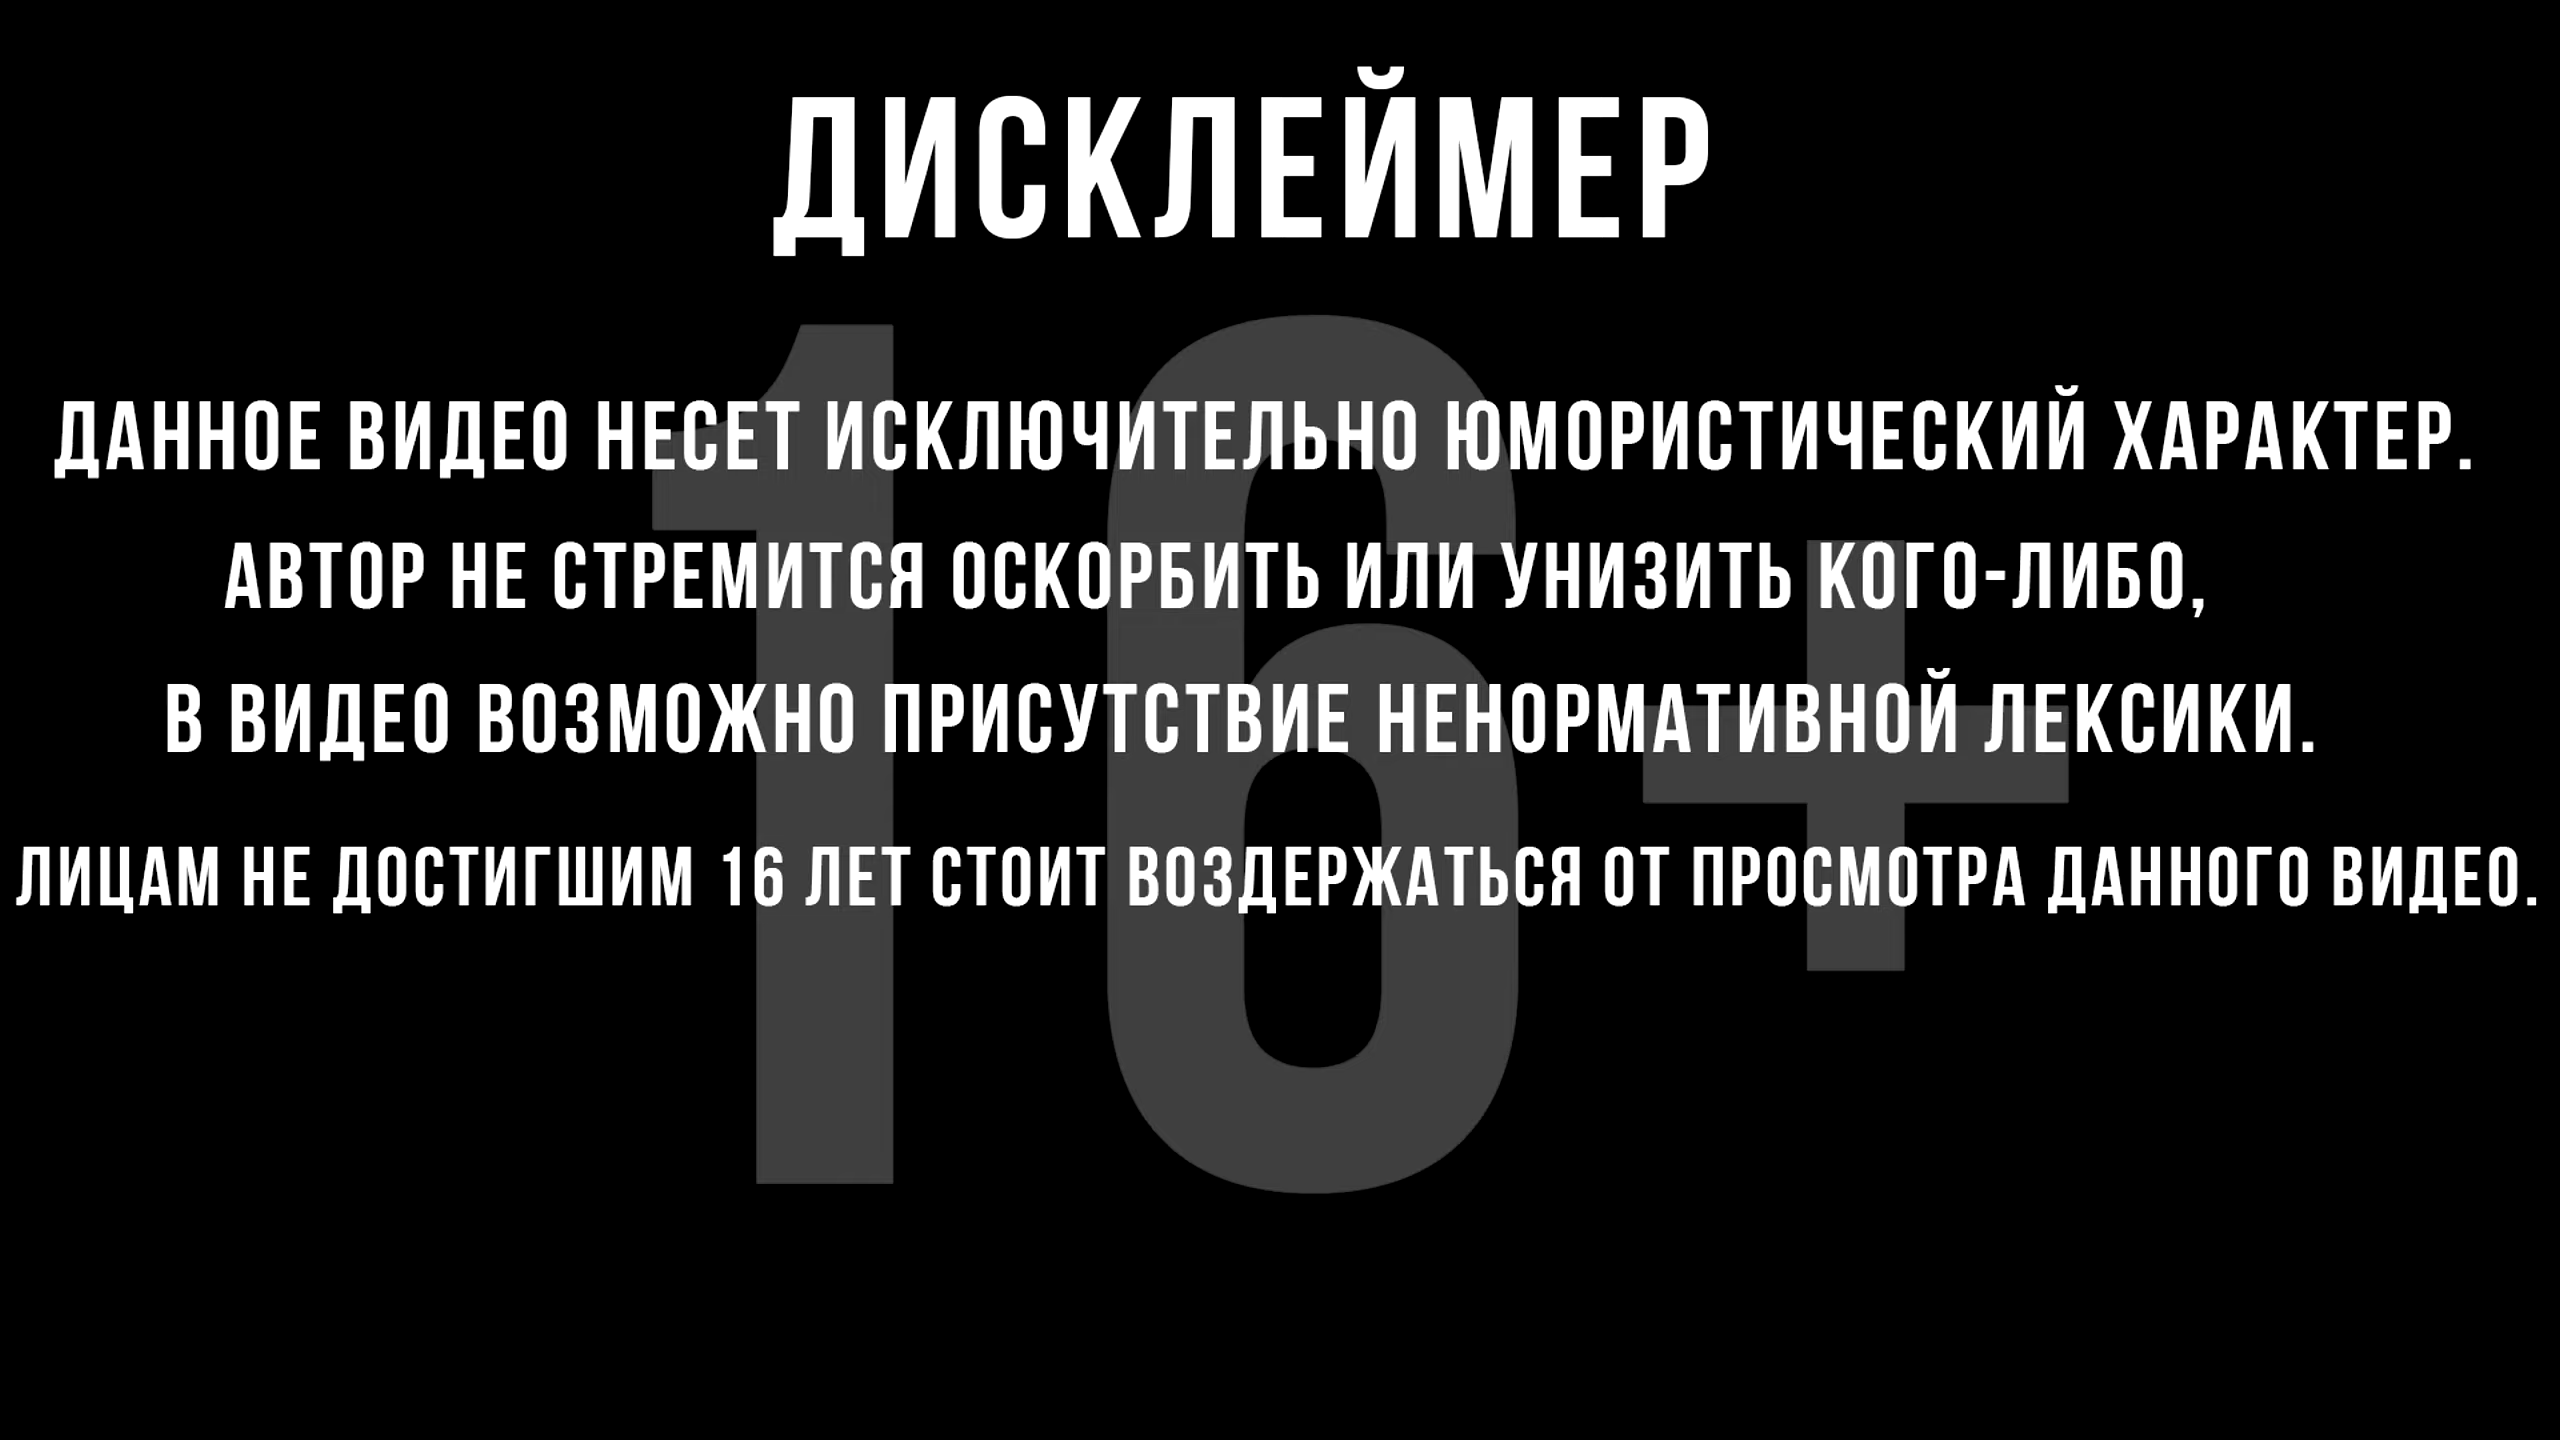 ДИСКЛЕЙМЕР
ДАННОЕ ВИДЕО НЕСЕТ ИСКЛЮЧИТЕЛЬНО ЮМОРИСТИЧЕСКИЙ ХАРАКТЕР.
АВТОР НЕ СТРЕМИТСЯ ОСКОРБИТЬ ИЛИ УНИЗИТЬ КОГО-ЛИБО,
В ВИДЕО ВОЗМОЖНО ПРИСУТСТВИЕ НЕНОРМАТИВНОЙ ЛЕКСИКИ.
ЛИЦАМ НЕ ДОСТИГШИМ 16 ЛЕТ СТОИТ ВОЗДЕРЖАТЬСЯ ОТ ПРОСМОТРА ДАННОГО ВИДЕО.
16+